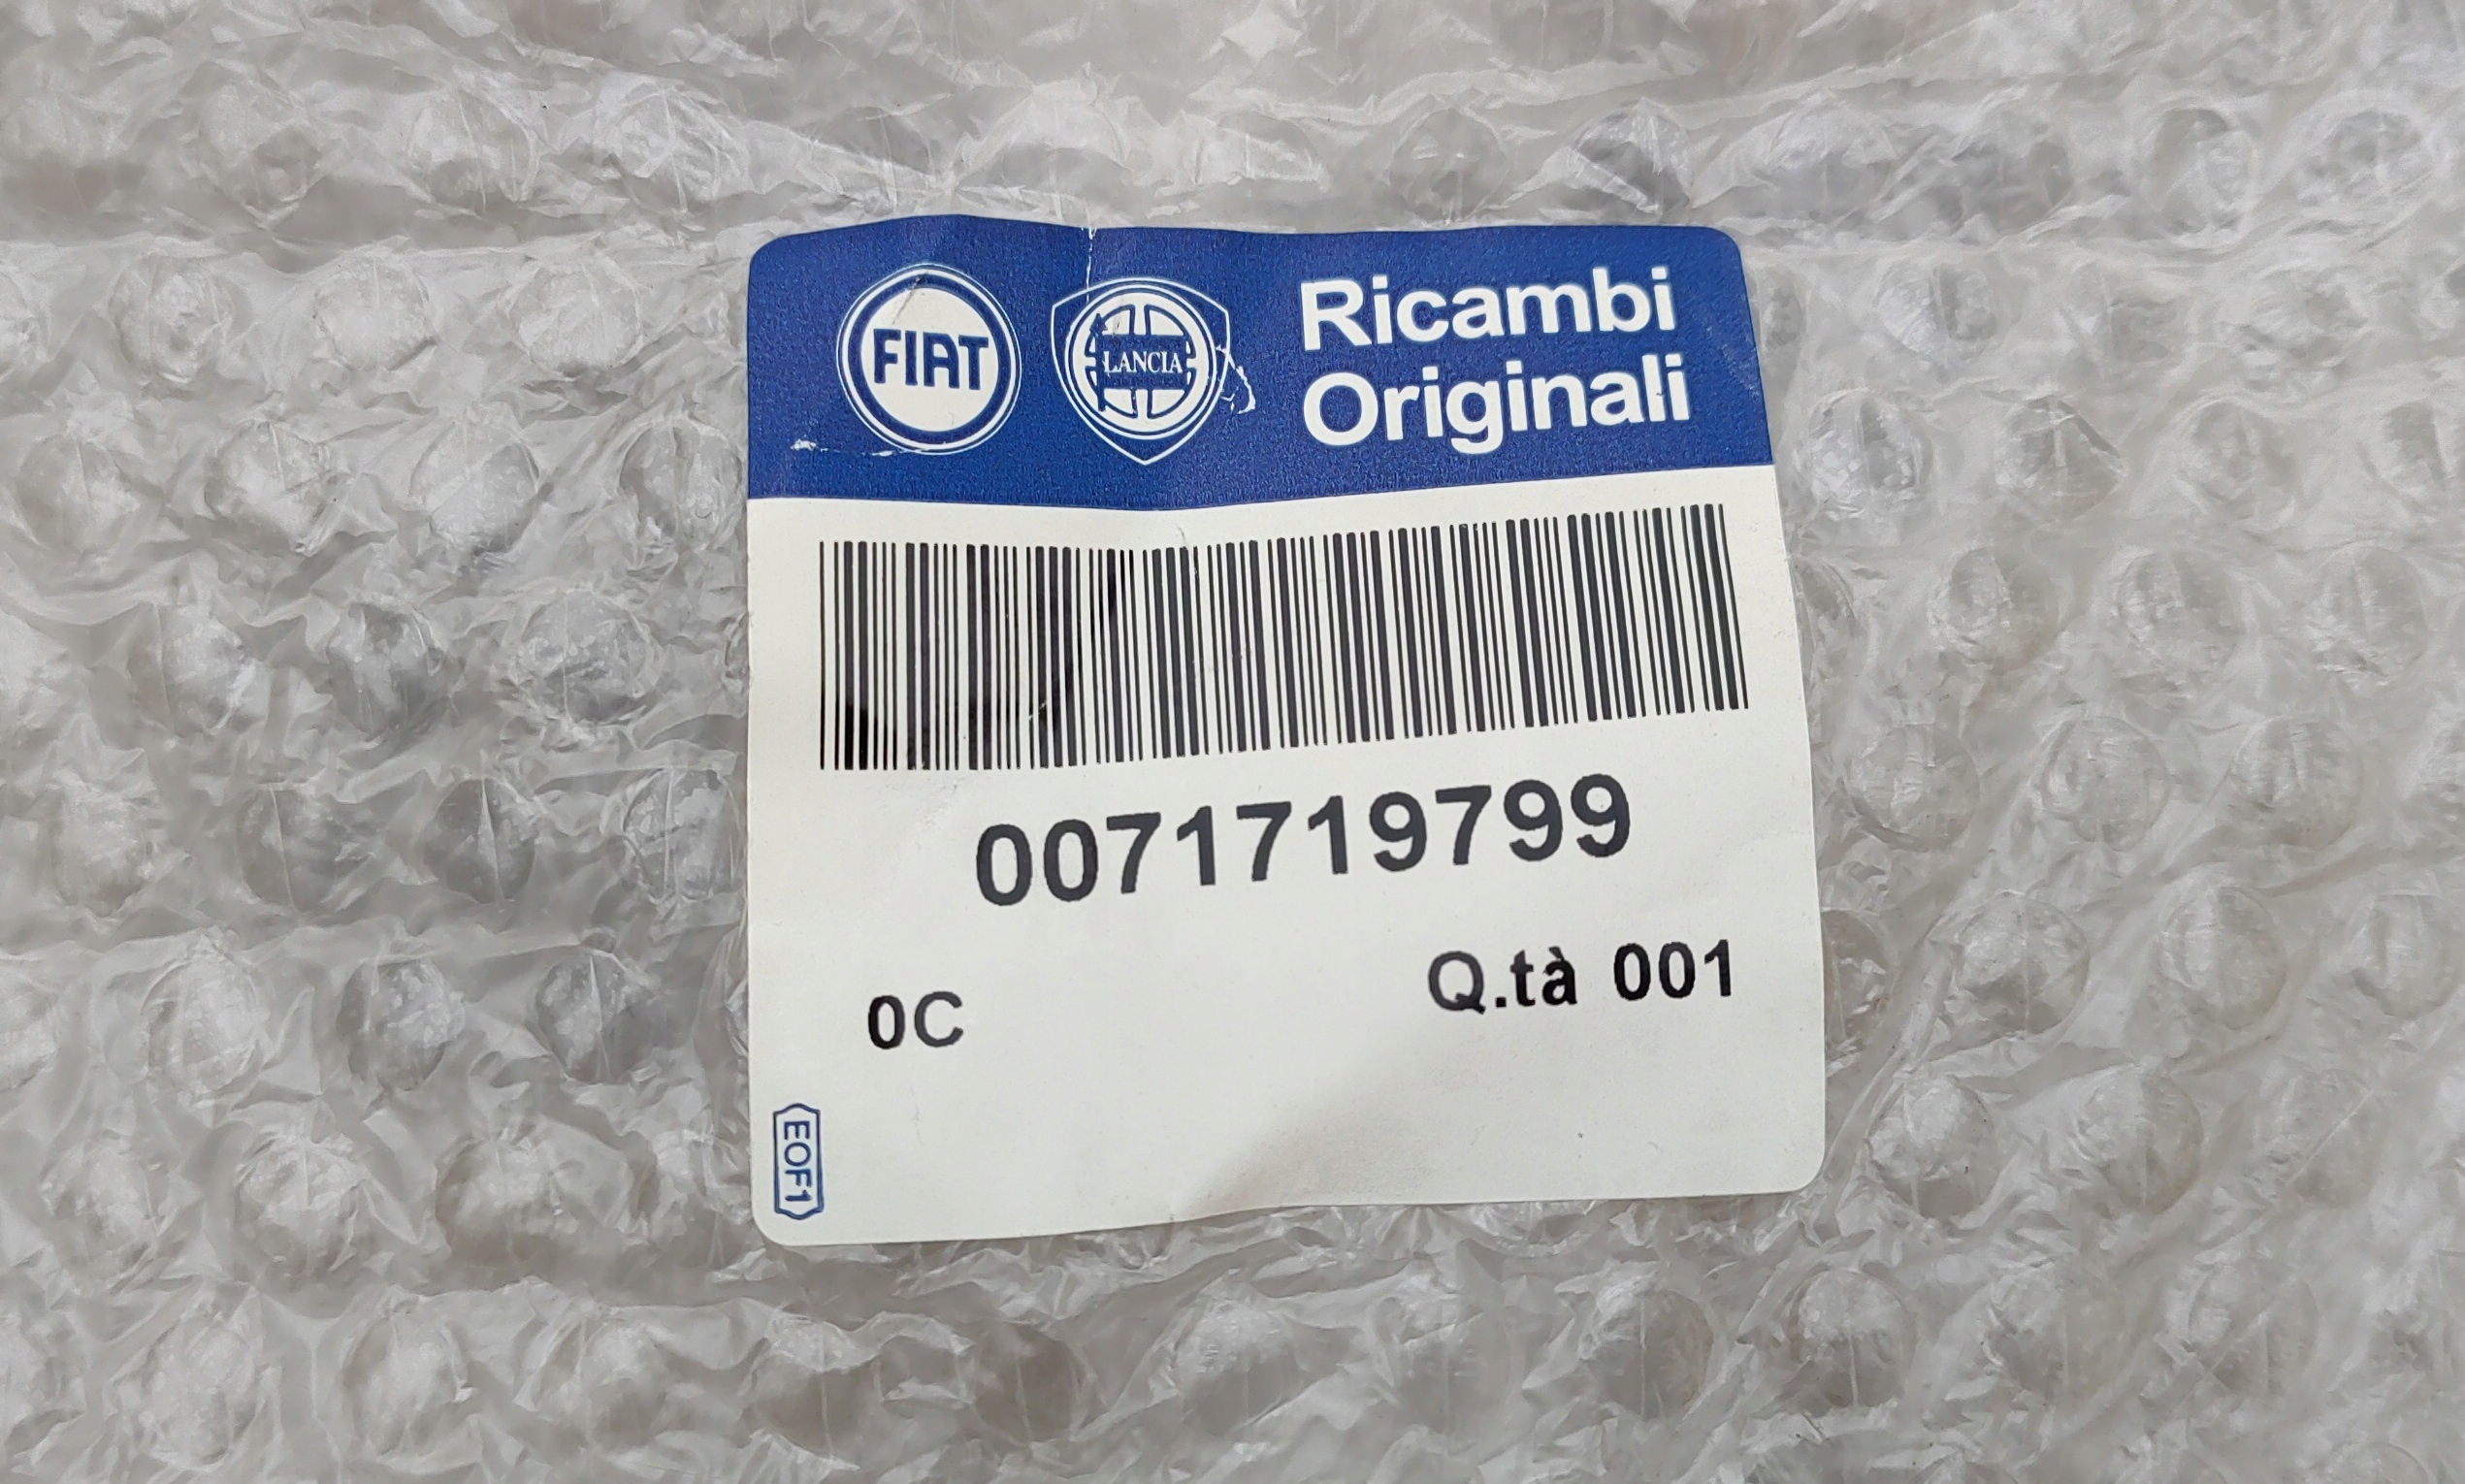 FIAT LANCIA Ricambi
Originali
0071719799
0C Q.tà 001
EOF1